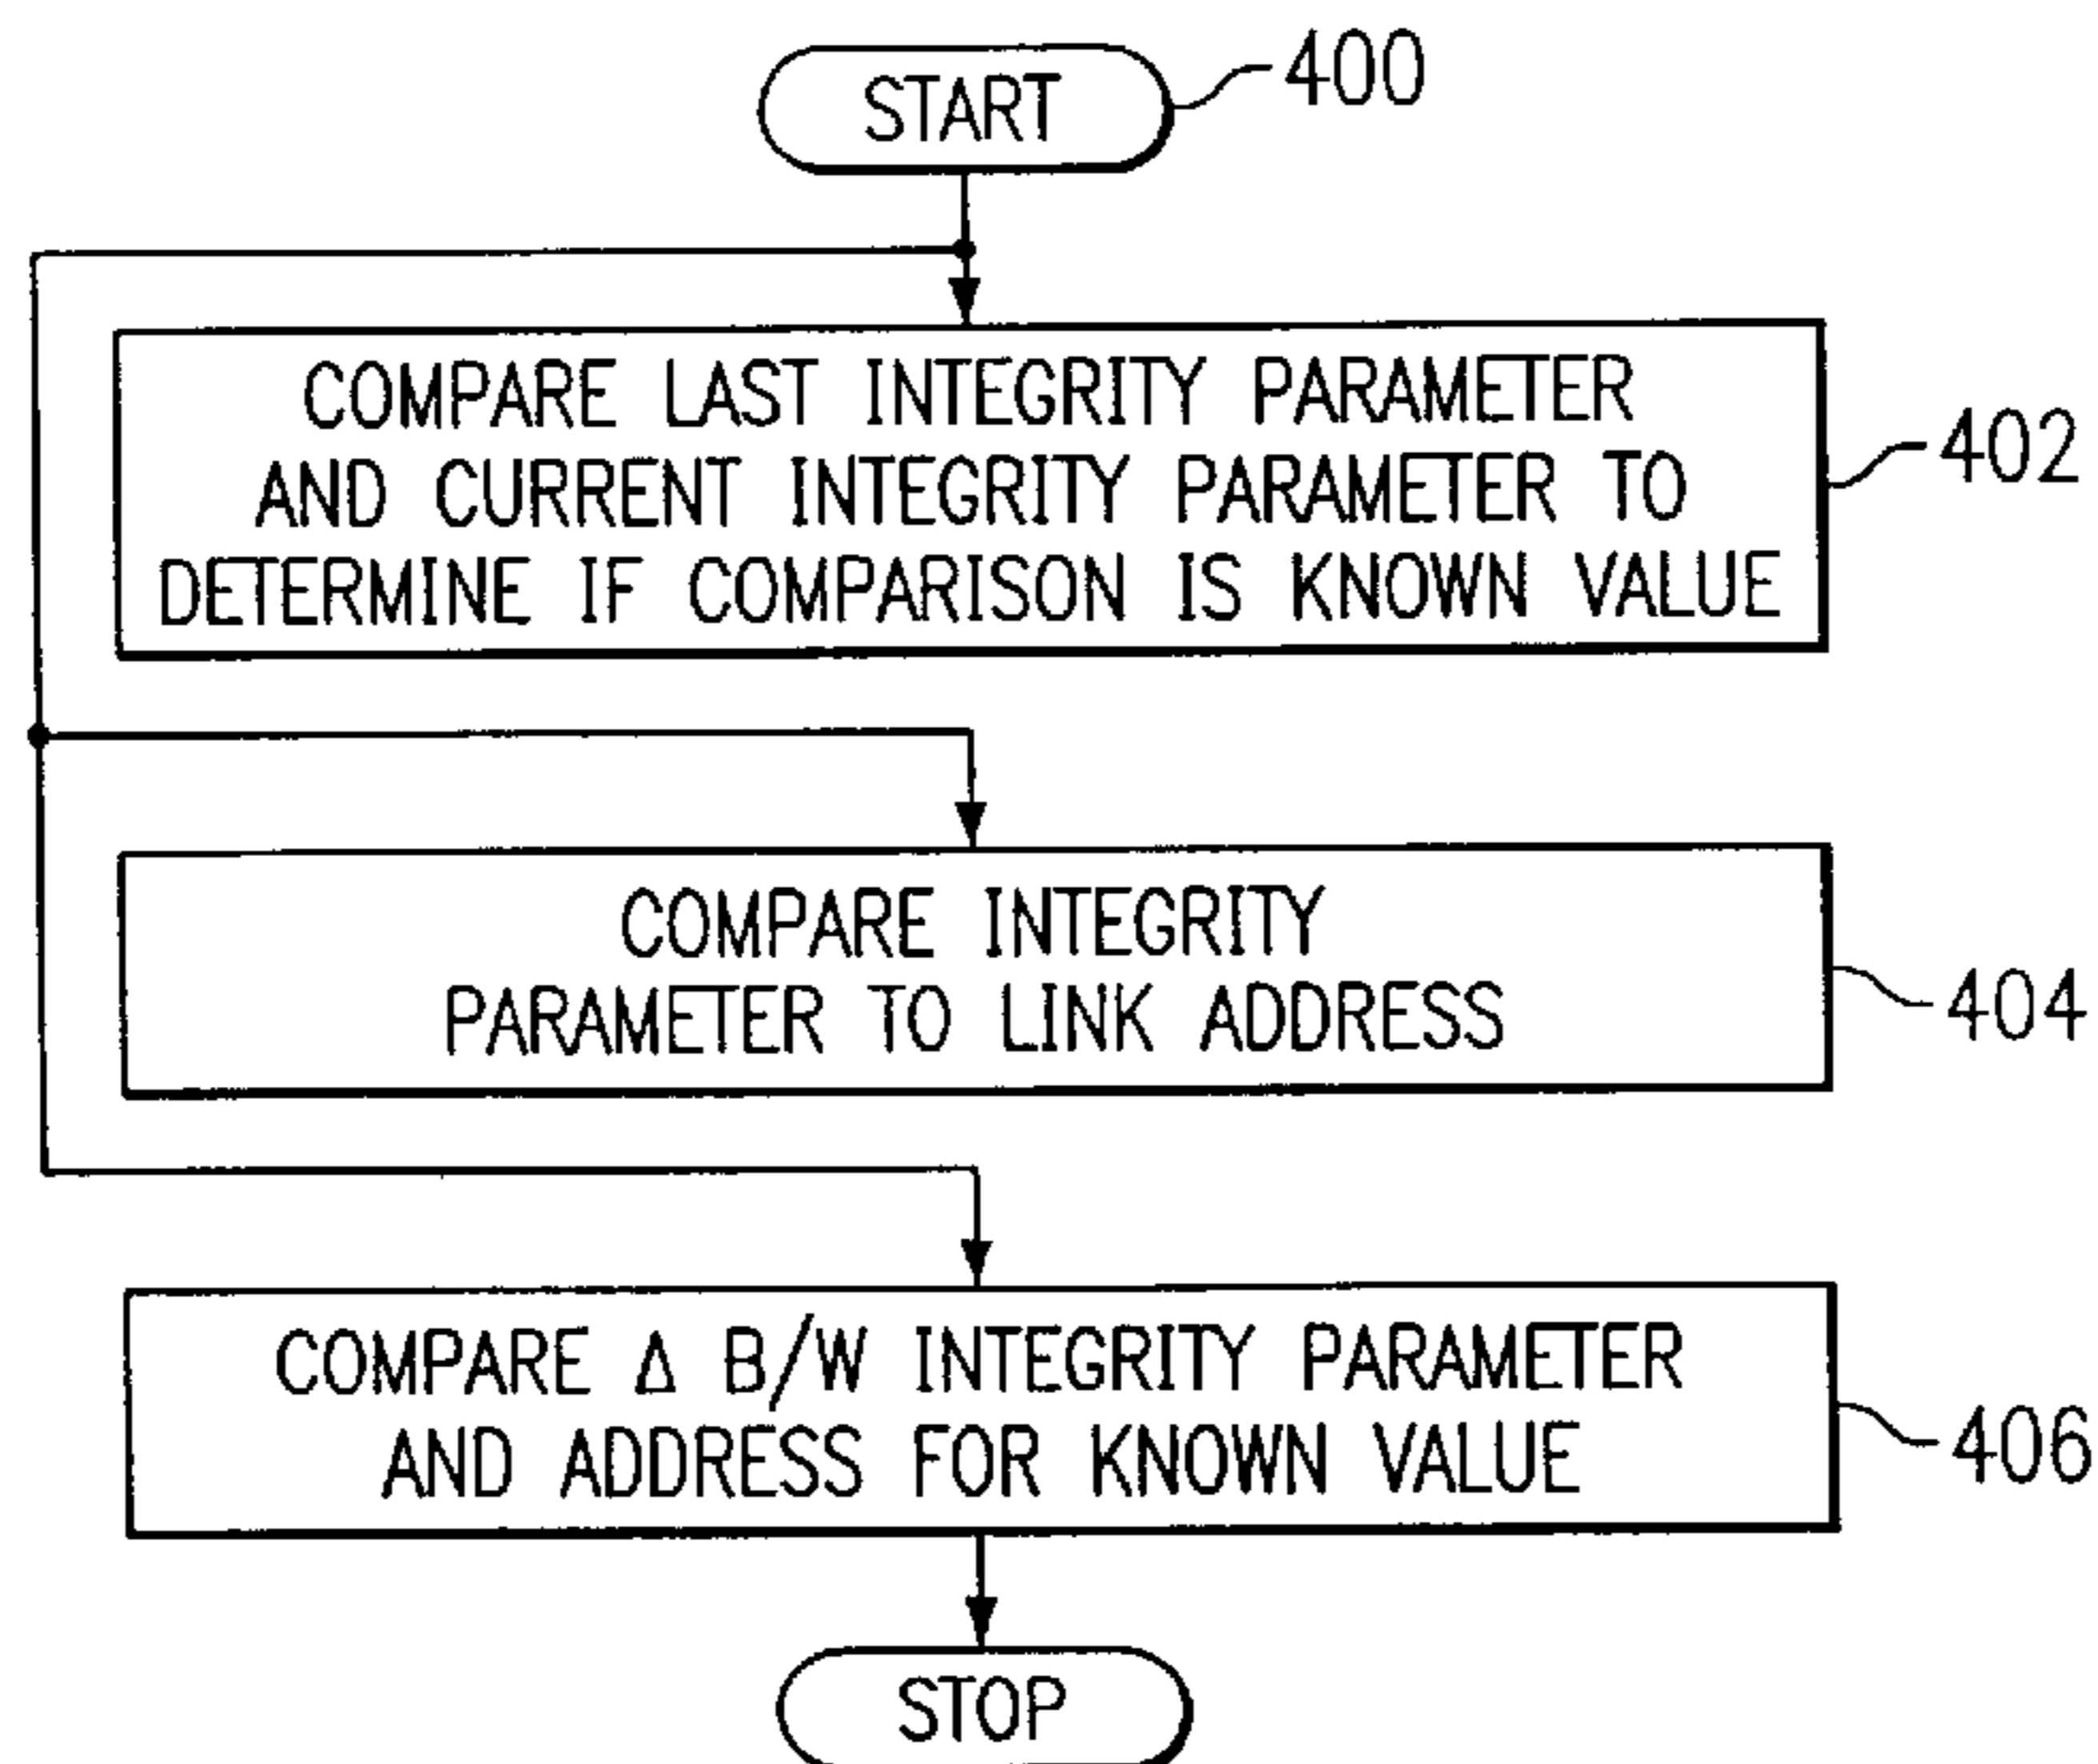 START
400
COMPARE LAST INTEGRITY PARAMETER
AND CURRENT INTEGRITY PARAMETER TO
DETERMINE IF COMPARISON IS KNOWN VALUE
402
COMPARE INTEGRITY
PARAMETER TO LINK ADDRESS
404
COMPARE Δ B/W INTEGRITY PARAMETER
AND ADDRESS FOR KNOWN VALUE
406
STOP